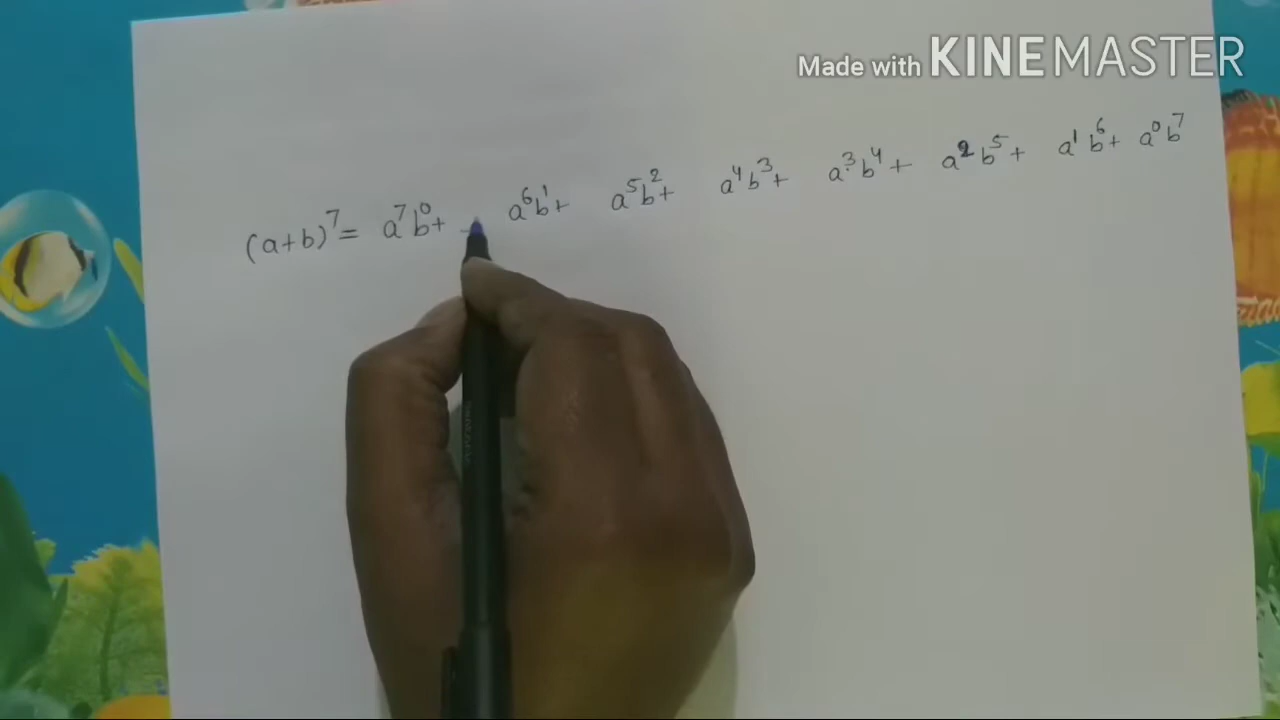 Made with KINEMASTER
(a+b)⁷= a⁷b⁰+ a⁶b¹+ a⁵b²+ a⁴b³+ a³b⁴+ a²b⁵+ a¹b⁶+ a⁰b⁷